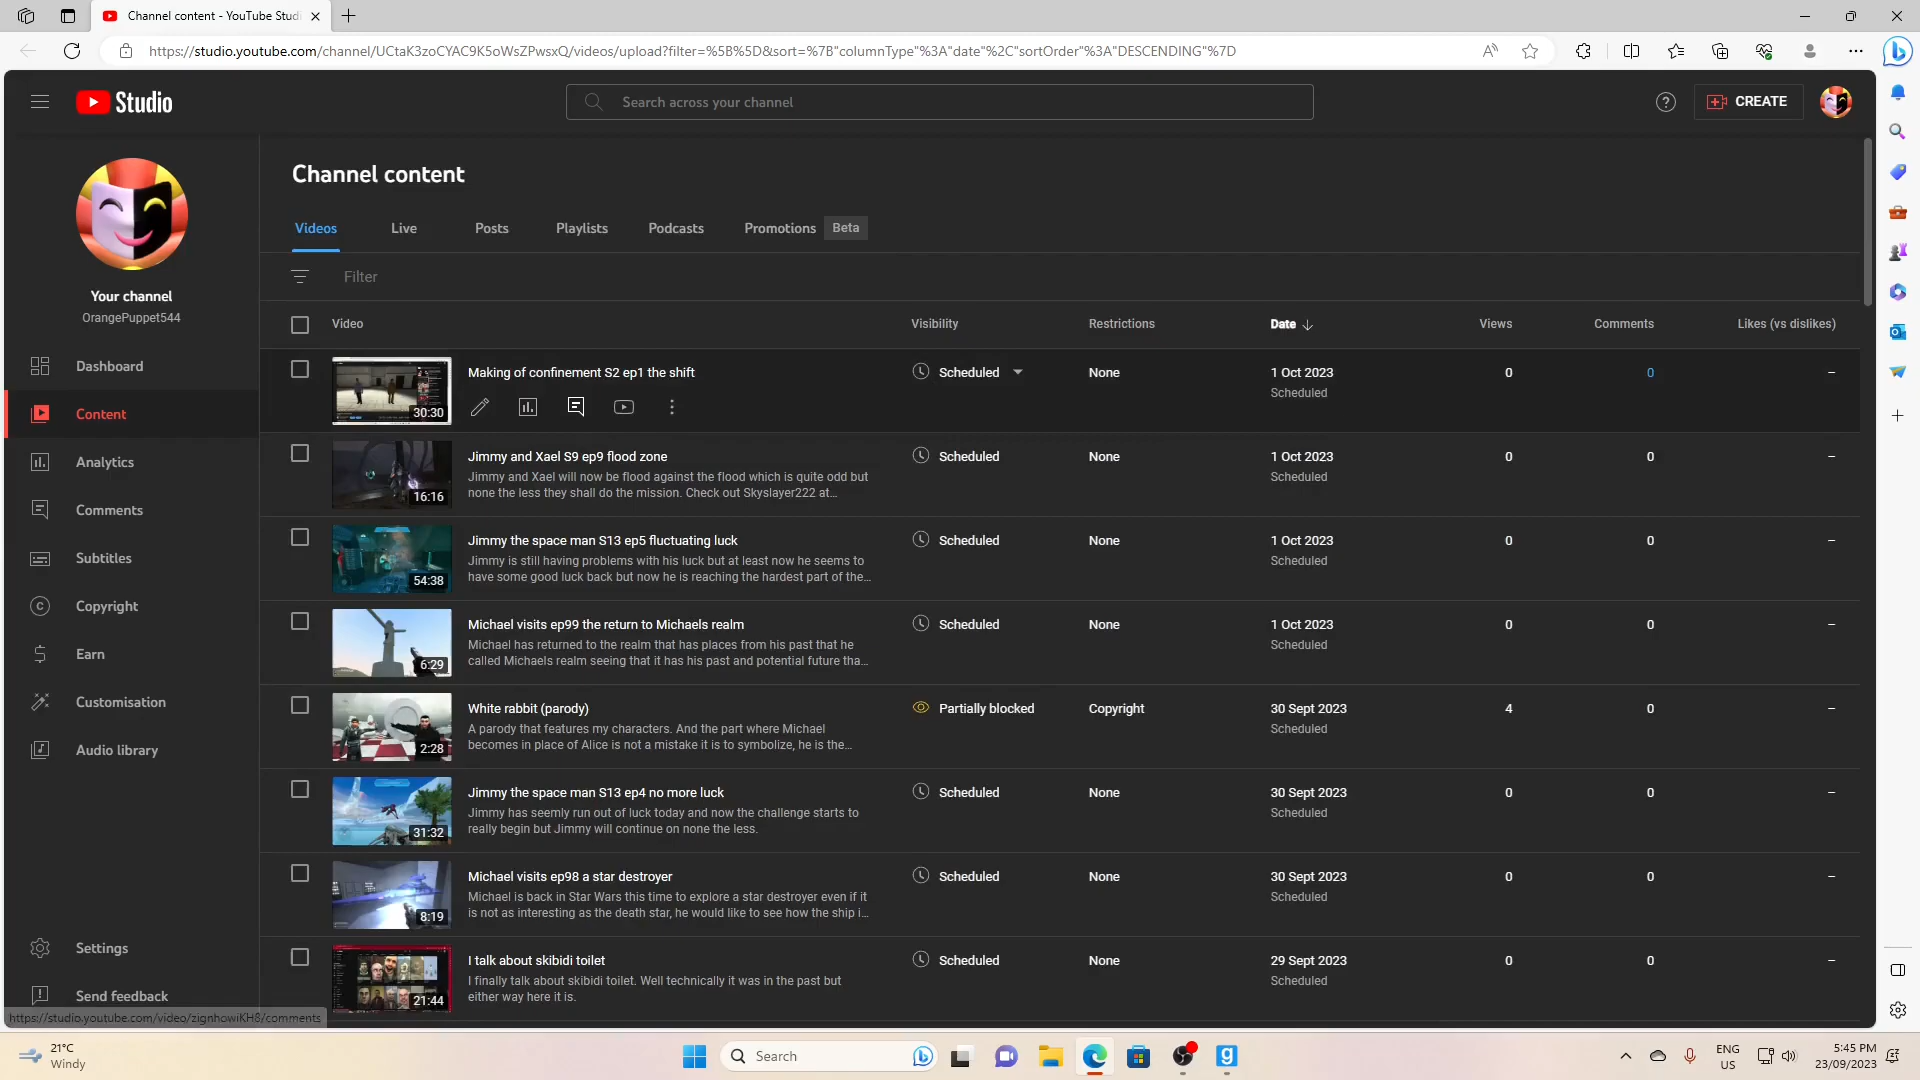 Channel content - YouTube Studi
https://studio.youtube.com/channel/UCtaK3zoCYAC9K5oWsZPwsxQ/videos/upload?filter=%5B%5D&sort=%7B"columnType"%3A"date"%2C"sortOrder"%3A"DESCENDING"%7D
Studio
Search across your channel
CREATE
Your channel
OrangePuppet544
Dashboard
Content
Analytics
Comments
Subtitles
Copyright
Earn
Customisation
Audio library
Settings
Send feedback
https://studio.youtube.com/video/zignhowiKH8/comments
Channel content
Videos Live Posts Playlists Podcasts Promotions Beta
Filter
Video Visibility Restrictions Date Views Comments Likes (vs dislikes)
30:30
Making of confinement S2 ep1 the shift Scheduled None 1 Oct 2023 0 0 –
Scheduled
16:16
Jimmy and Xael S9 ep9 flood zone Scheduled None 1 Oct 2023 0 0 –
Jimmy and Xael will now be flood against the flood which is quite odd but Scheduled
none the less they shall do the mission. Check out Skyslayer222 at...
54:38
Jimmy the space man S13 ep5 fluctuating luck Scheduled None 1 Oct 2023 0 0 –
Jimmy is still having problems with his luck but at least now he seems to Scheduled
have some good luck back but now he is reaching the hardest part of the...
6:29
Michael visits ep99 the return to Michaels realm Scheduled None 1 Oct 2023 0 0 –
Michael has returned to the realm that has places from his past that he Scheduled
called Michaels realm seeing that it has his past and potential future tha...
2:28
White rabbit (parody) Partially blocked Copyright 30 Sept 2023 4 0 –
A parody that features my characters. And the part where Michael Scheduled
becomes in place of Alice is not a mistake it is to symbolize, he is the...
31:32
Jimmy the space man S13 ep4 no more luck Scheduled None 30 Sept 2023 0 0 –
Jimmy has seemly run out of luck today and now the challenge starts to Scheduled
really begin but Jimmy will continue on none the less.
8:19
Michael visits ep98 a star destroyer Scheduled None 30 Sept 2023 0 0 –
Michael is back in Star Wars this time to explore a star destroyer even if it Scheduled
is not as interesting as the death star, he would like to see how the ship i...
21:44
I talk about skibidi toilet Scheduled None 29 Sept 2023 0 0 –
I finally talk about skibidi toilet. Well technically it was in the past but Scheduled
either way here it is.
21°C
Windy
Search
ENG
US
5:45 PM
23/09/2023